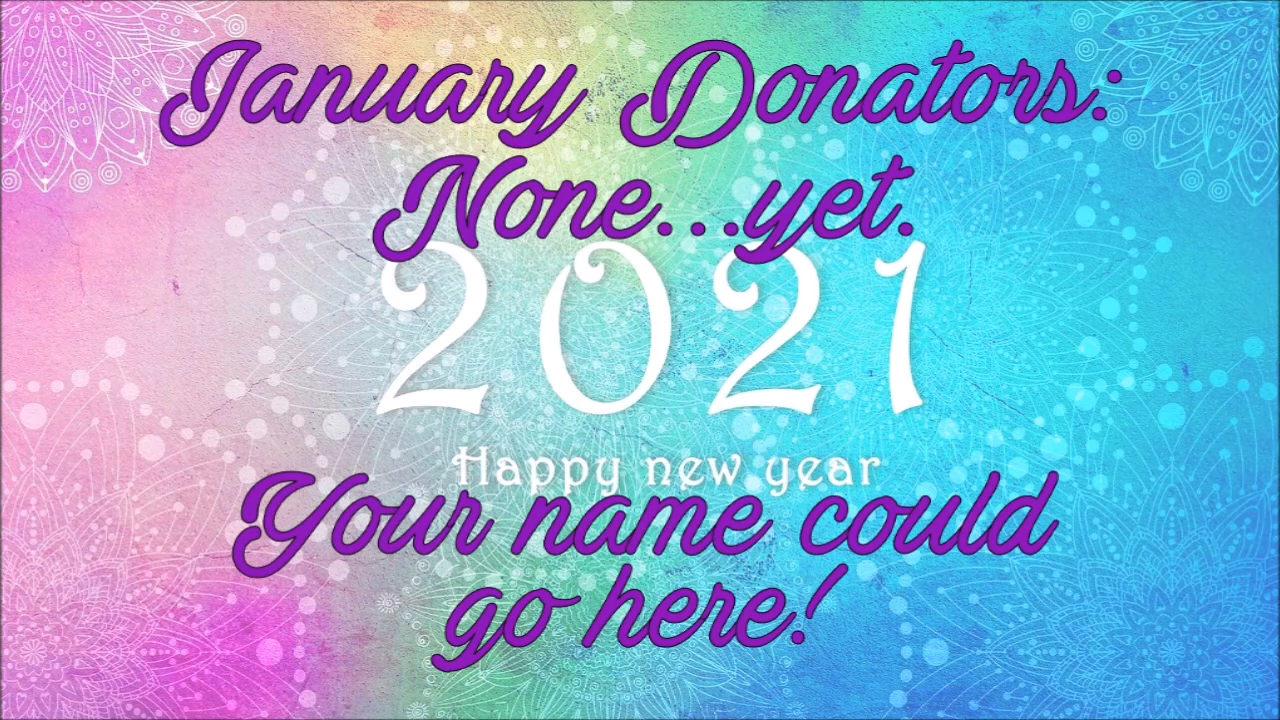 January Donators:
None...yet.
2021
Happy new year
Your name could
go here!